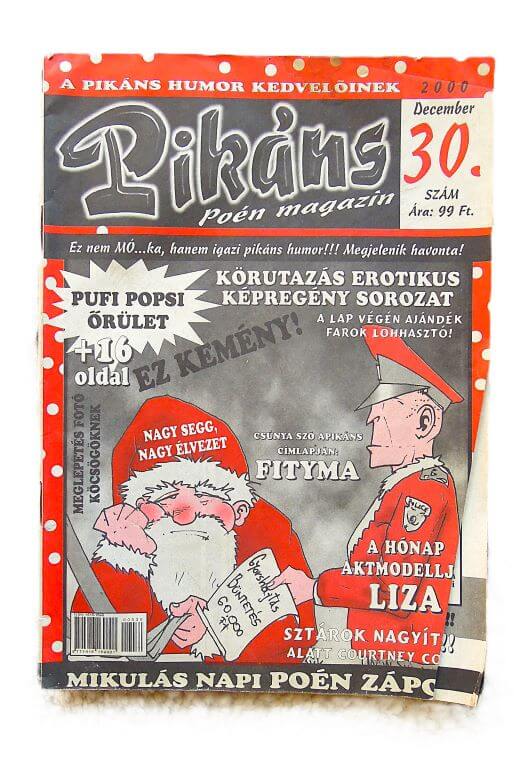 A PIKÁNS HUMOR KEDVELŐINEK
2000
December
Pikáns
30.
Poén magazin
SZÁM
Ára: 99 Ft.
Ez nem MŐ...ka, hanem igazi pikáns humor!!! Megjelenik havonta!
PUFI POPSI
ŐRÜLET
+16
oldal
KÖRUTAZÁS EROTIKUS
KÉPREGÉNY SOROZAT
A LAP VÉGÉN AJÁNDÉK
FAROK LOHHASZTÓ!
EZ KEMÉNY!
MEGLEPETÉS FOTÓ
KÖCSÖGÖKNEK
NAGY SEGG,
NAGY ÉLVEZET
CSÚNYA SZÓ APIKÁNS
CIMLAPJÁN:
FITYMA
POLICE
Gyorshajtás
BÜNTETÉS
60.000
Ft
A HÓNAP
AKTMODELLJ
LIZA
SZTÁROK NAGYÍT
ALATT COURTNEY CO
!!
MIKULÁS NAPI POÉN ZÁPO